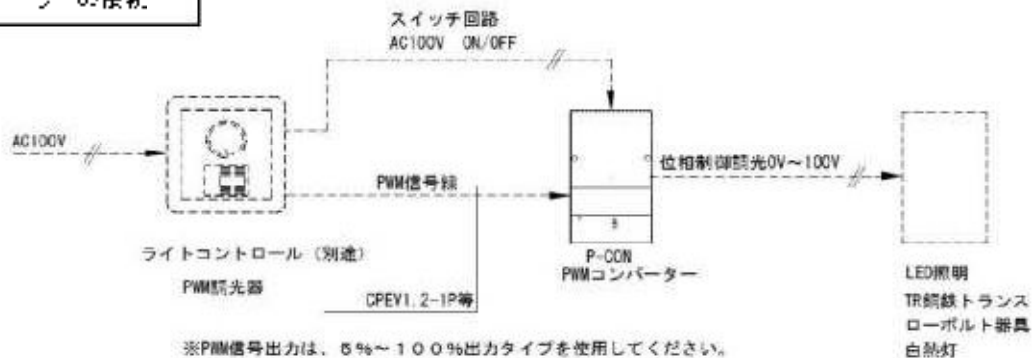 スイッチ回路
AC100V ON/OFF
AC100V
PWM信号線
位相制御調光0V～100V
ライトコントロール（別途）
PWM調光器
CPEV1.2-1P等
P-CON
PWMコンバーター
LED照明
TR銅鉄トランス
ローボルト器具
白熱灯
※PWM信号出力は、5%～100%出力タイプを使用してください。